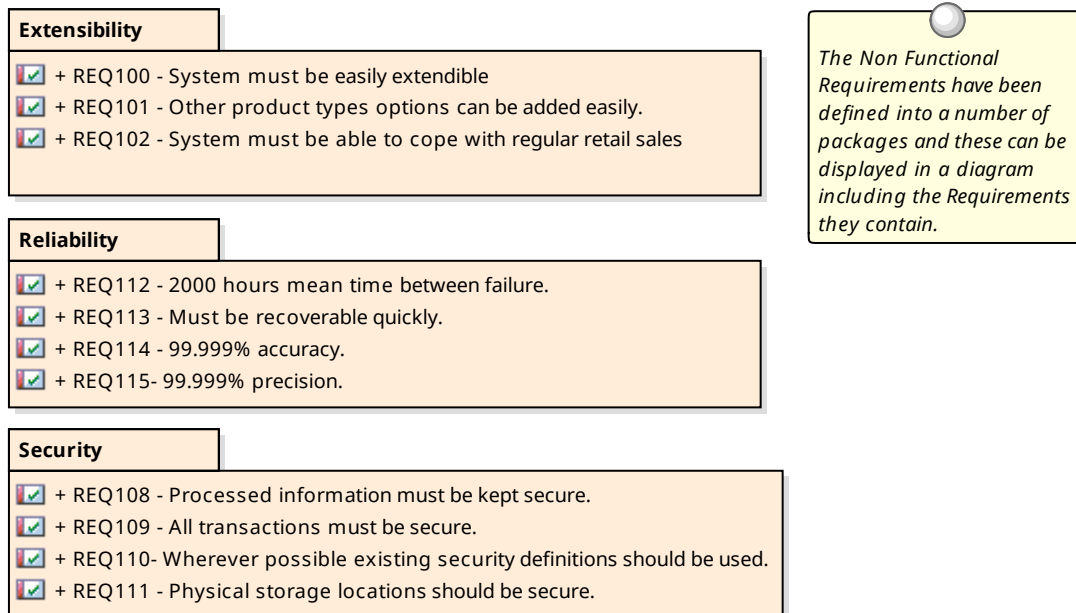 Extensibility
+ REQ100 - System must be easily extendible
+ REQ101 - Other product types options can be added easily.
+ REQ102 - System must be able to cope with regular retail sales
Reliability
+ REQ112 - 2000 hours mean time between failure.
+ REQ113 - Must be recoverable quickly.
+ REQ114 - 99.999% accuracy.
+ REQ115- 99.999% precision.
Security
+ REQ108 - Processed information must be kept secure.
+ REQ109 - All transactions must be secure.
+ REQ110- Wherever possible existing security definitions should be used.
+ REQ111 - Physical storage locations should be secure.
The Non Functional
Requirements have been
defined into a number of
packages and these can be
displayed in a diagram
including the Requirements
they contain.